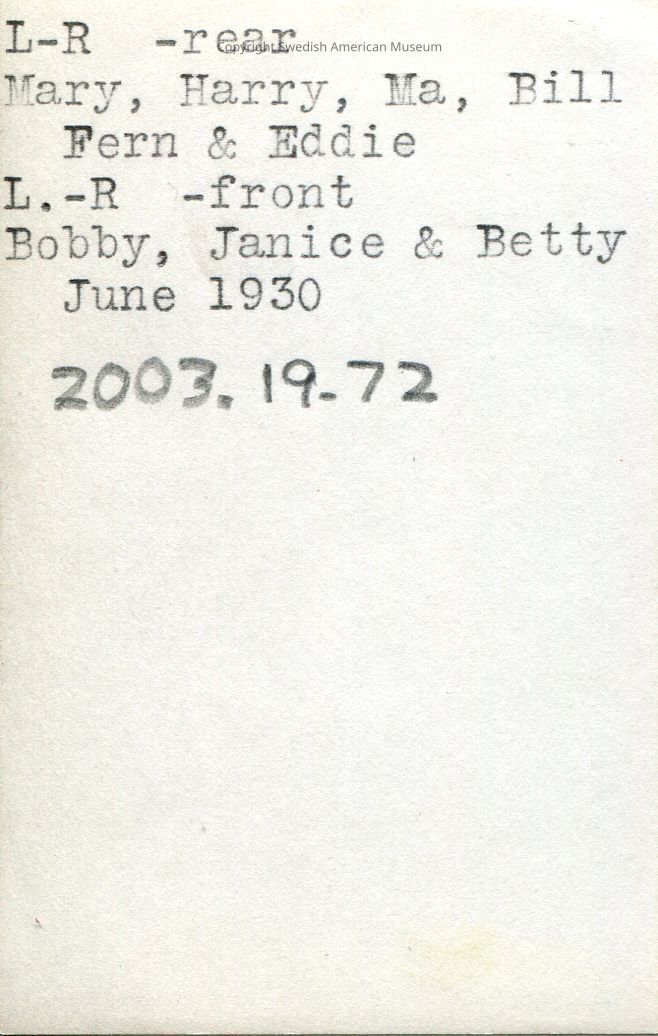 L-R -rear
Copyright Swedish American Museum
Mary, Harry, Ma, Bill
Fern & Eddie
L.-R -front
Bobby, Janice & Betty
June 1930
2003.19-72